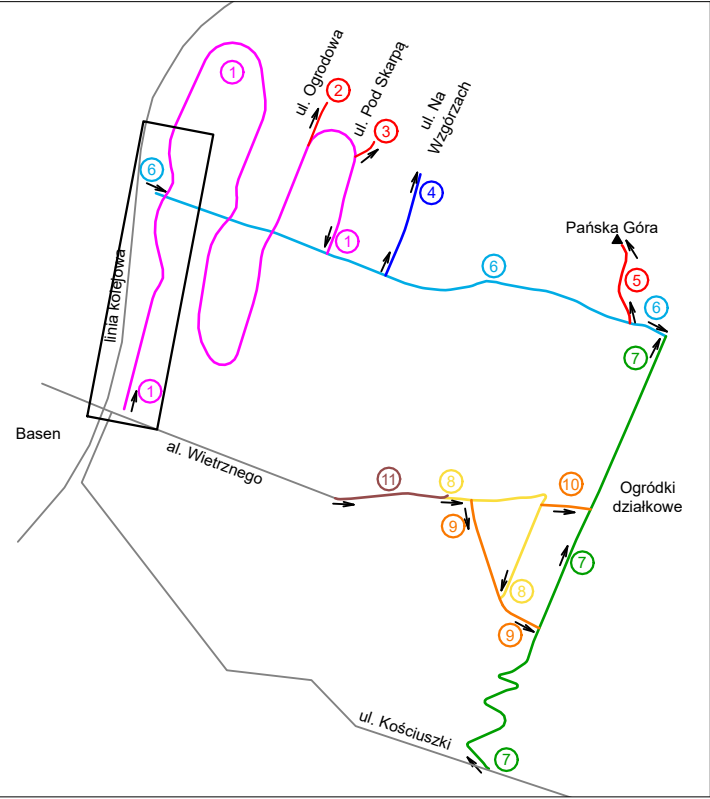 1
ul. Ogrodowa
2
ul. Pod Skarpą
3
ul. Na
Wzgórzach
4
6
1
6
Pańska Góra
5
6
7
linia kolejowa
1
Basen
al. Wietrznego
11
8
9
10
Ogródki
działkowe
7
8
9
ul. Kościuszki
7